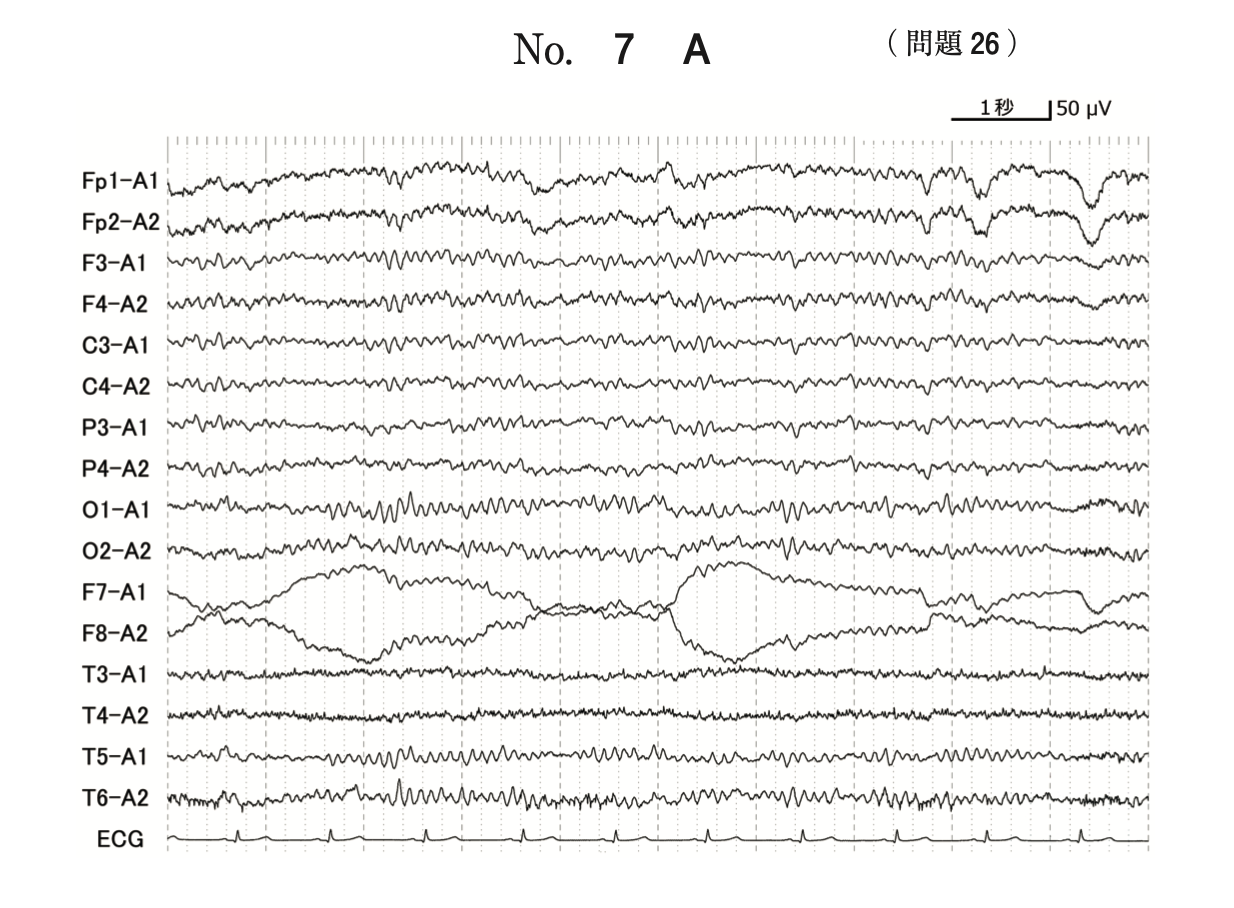 No. 7 A （問題 26）
1秒 50 μV
Fp1-A1
Fp2-A2
F3-A1
F4-A2
C3-A1
C4-A2
P3-A1
P4-A2
O1-A1
O2-A2
F7-A1
F8-A2
T3-A1
T4-A2
T5-A1
T6-A2
ECG